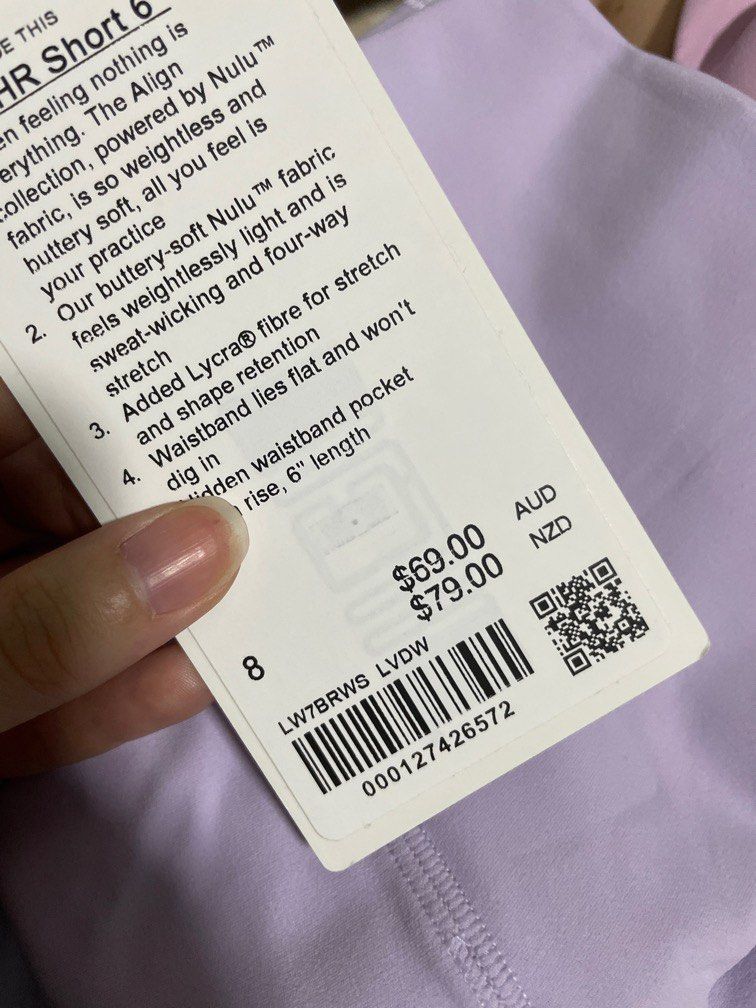 THIS
HR Short 6"
feeling nothing is
The Align
collection, powered by Nulu™
fabric, is so weightless and
buttery soft, all you feel is
your practice
2. Our buttery-soft Nulu™ fabric
feels weightlessly light and is
sweat-wicking and four-way
stretch
3. Added Lycra® fibre for stretch
and shape retention
4. Waistband lies flat and won't
dig in
waistband pocket
rise, 6" length
$69.00 AUD
$79.00 NZD
8
LW7BRWS LVDW
000127426572